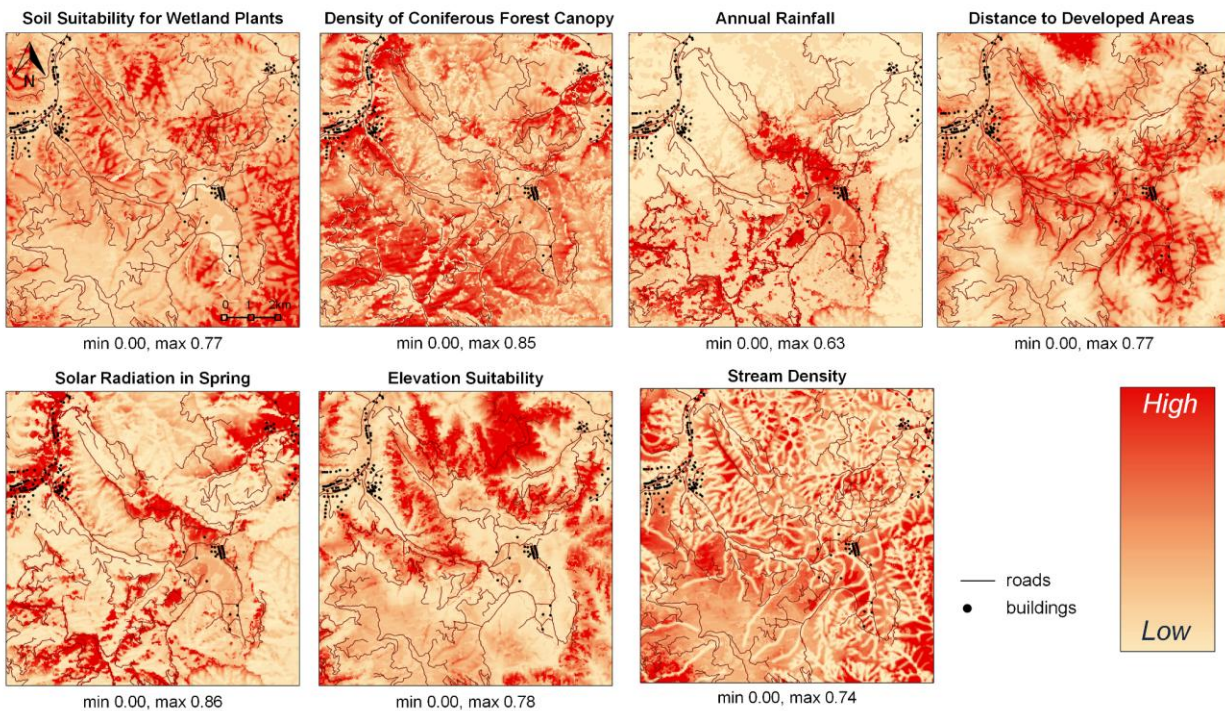 Soil Suitability for Wetland Plants
Density of Coniferous Forest Canopy
Annual Rainfall
Distance to Developed Areas
N
0 1 2km
min 0.00, max 0.77
min 0.00, max 0.85
min 0.00, max 0.63
min 0.00, max 0.77
Solar Radiation in Spring
Elevation Suitability
Stream Density
High
roads
buildings
Low
min 0.00, max 0.86
min 0.00, max 0.78
min 0.00, max 0.74